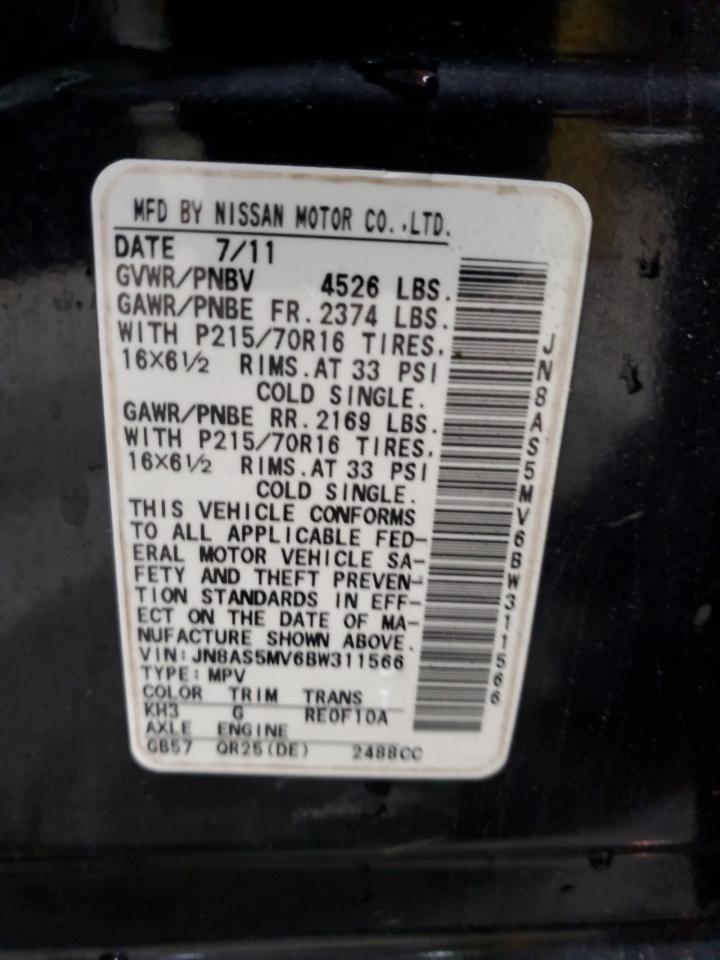 MFD BY NISSAN MOTOR CO.,LTD.
DATE 7/11
GVWR/PNBV 4526 LBS.
GAWR/PNBE FR. 2374 LBS.
WITH P215/70R16 TIRES.
16X6½ RIMS. AT 33 PSI
COLD SINGLE.
GAWR/PNBE RR. 2169 LBS.
WITH P215/70R16 TIRES.
16X6½ RIMS. AT 33 PSI
COLD SINGLE.
THIS VEHICLE CONFORMS
TO ALL APPLICABLE FED-
ERAL MOTOR VEHICLE SA-
FETY AND THEFT PREVEN-
TION STANDARDS IN EFF-
ECT ON THE DATE OF MA-
NUFACTURE SHOWN ABOVE.
VIN: JN8AS5MV6BW311566
TYPE: MPV
COLOR TRIM TRANS
KH3 G RE0F10A
AXLE ENGINE
GB57 QR25(DE) 2488CC
JN8AS5MV6BW311566